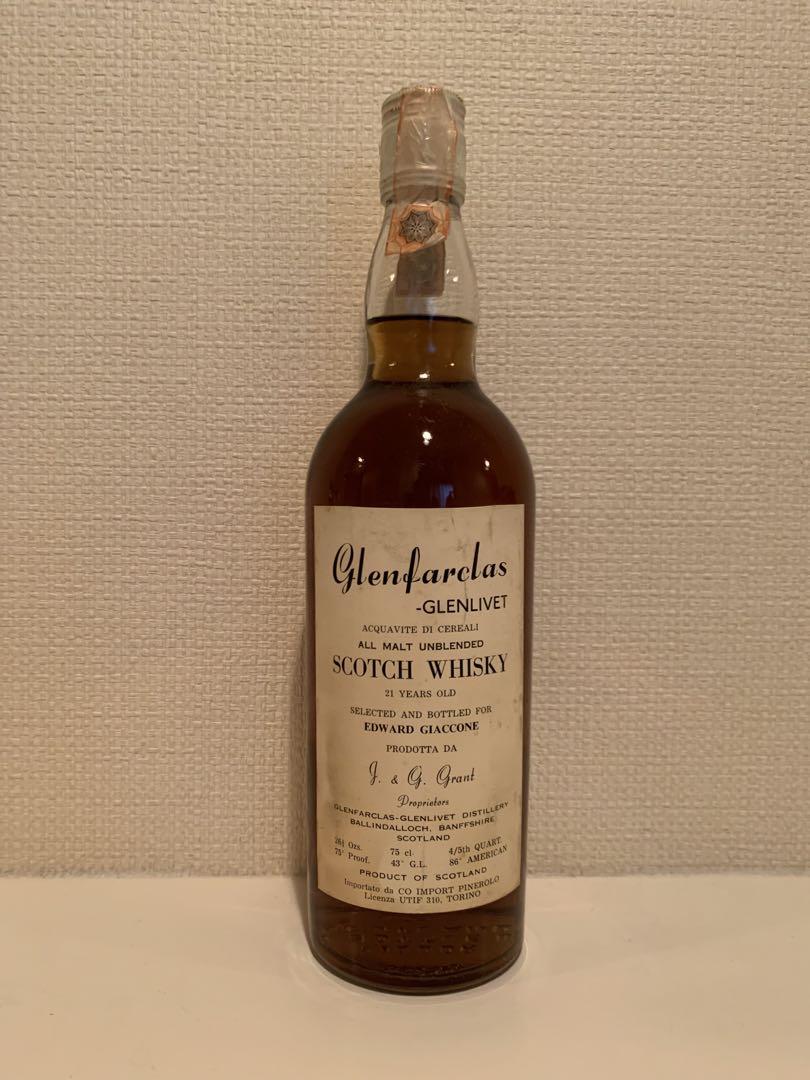 Glenfarclas
-GLENLIVET
ACQUAVITE DI CEREALI
ALL MALT UNBLENDED
SCOTCH WHISKY
21 YEARS OLD
SELECTED AND BOTTLED FOR
EDWARD GIACCONE
PRODOTTA DA
J. & G. Grant
Proprietors
GLENFARCLAS-GLENLIVET DISTILLERY
BALLINDALLOCH, BANFFSHIRE
SCOTLAND
26⅔ Ozs. 75 cl. 4/5th QUART
75° Proof. 43° G.L. 86° AMERICAN
PRODUCT OF SCOTLAND
Importato da CO IMPORT PINEROLO
Licenza UTIF 310, TORINO